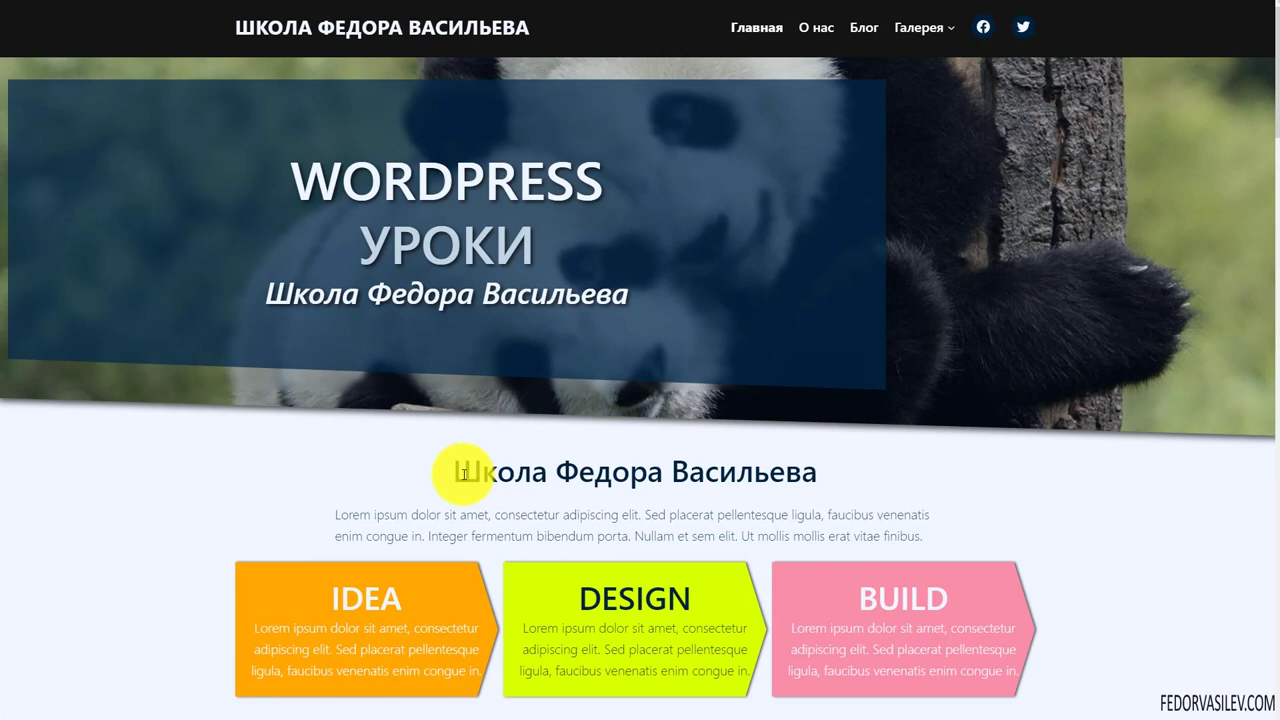 ШКОЛА ФЕДОРА ВАСИЛЬЕВА
Главная О нас Блог Галерея
WORDPRESS
УРОКИ
Школа Федора Васильева
Школа Федора Васильева
Lorem ipsum dolor sit amet, consectetur adipiscing elit. Sed placerat pellentesque ligula, faucibus venenatis
enim congue in. Integer fermentum bibendum porta. Nullam et sem elit. Ut mollis mollis erat vitae finibus.
IDEA
Lorem ipsum dolor sit amet, consectetur
adipiscing elit. Sed placerat pellentesque
ligula, faucibus venenatis enim congue in.
DESIGN
Lorem ipsum dolor sit amet, consectetur
adipiscing elit. Sed placerat pellentesque
ligula, faucibus venenatis enim congue in.
BUILD
Lorem ipsum dolor sit amet, consectetur
adipiscing elit. Sed placerat pellentesque
ligula, faucibus venenatis enim congue in.
FEDORVASILEV.COM